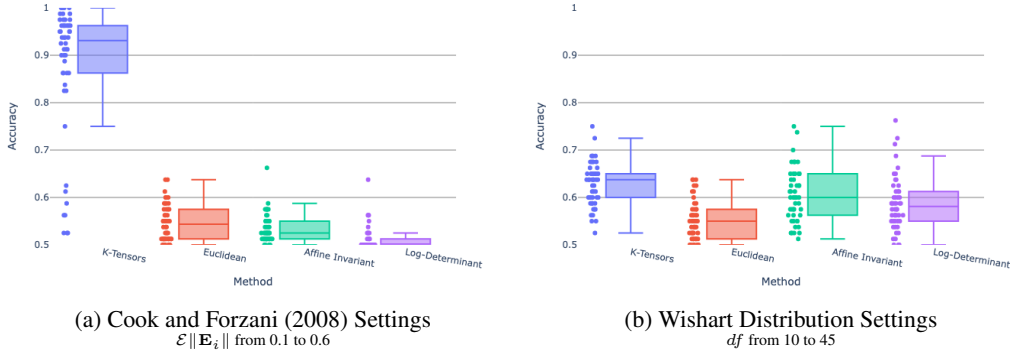 1
0.9
0.8
0.7
0.6
0.5
Accuracy
K-Tensors
Euclidean
Affine Invariant
Log-Determinant
Method
(a) Cook and Forzani (2008) Settings
ℰ‖𝐄ᵢ‖ from 0.1 to 0.6
1
0.9
0.8
0.7
0.6
0.5
Accuracy
K-Tensors
Euclidean
Affine Invariant
Log-Determinant
Method
(b) Wishart Distribution Settings
df from 10 to 45